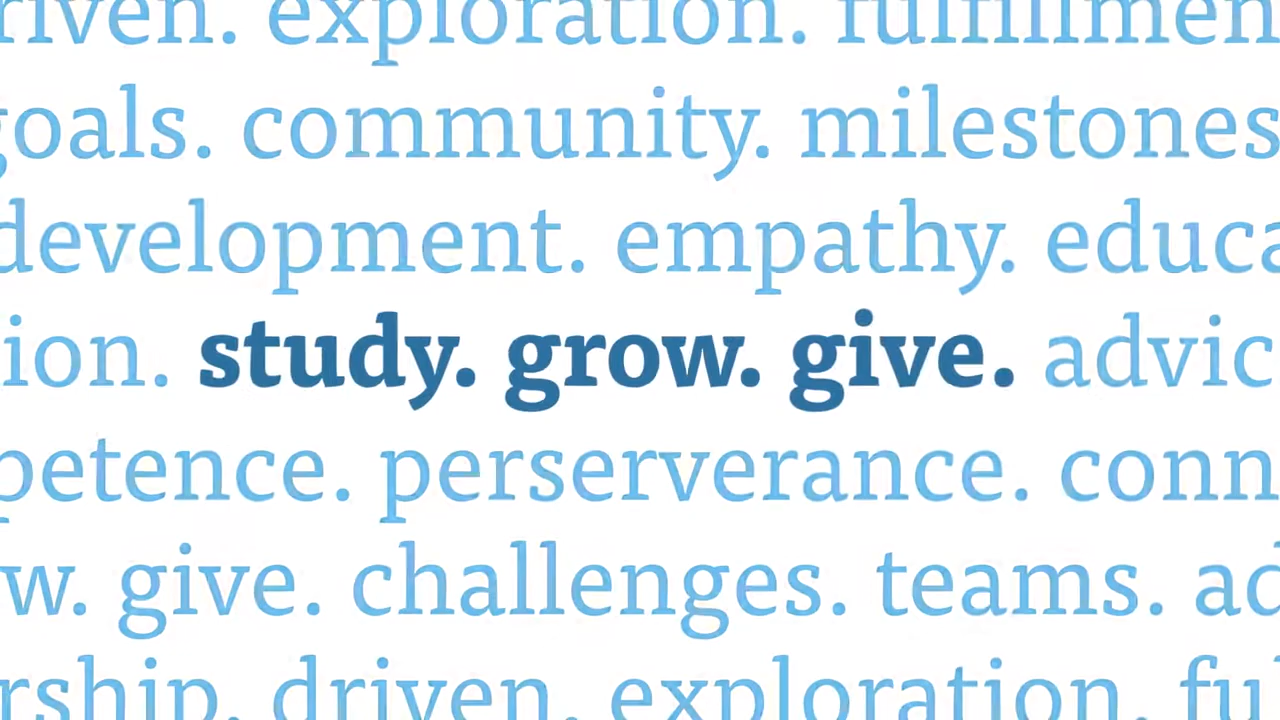 riven. exploration. fulfillmen
goals. community. milestones
development. empathy. educa
ion. study. grow. give. advic
petence. perserverance. conn
w. give. challenges. teams. ad
rship. driven. exploration. fu